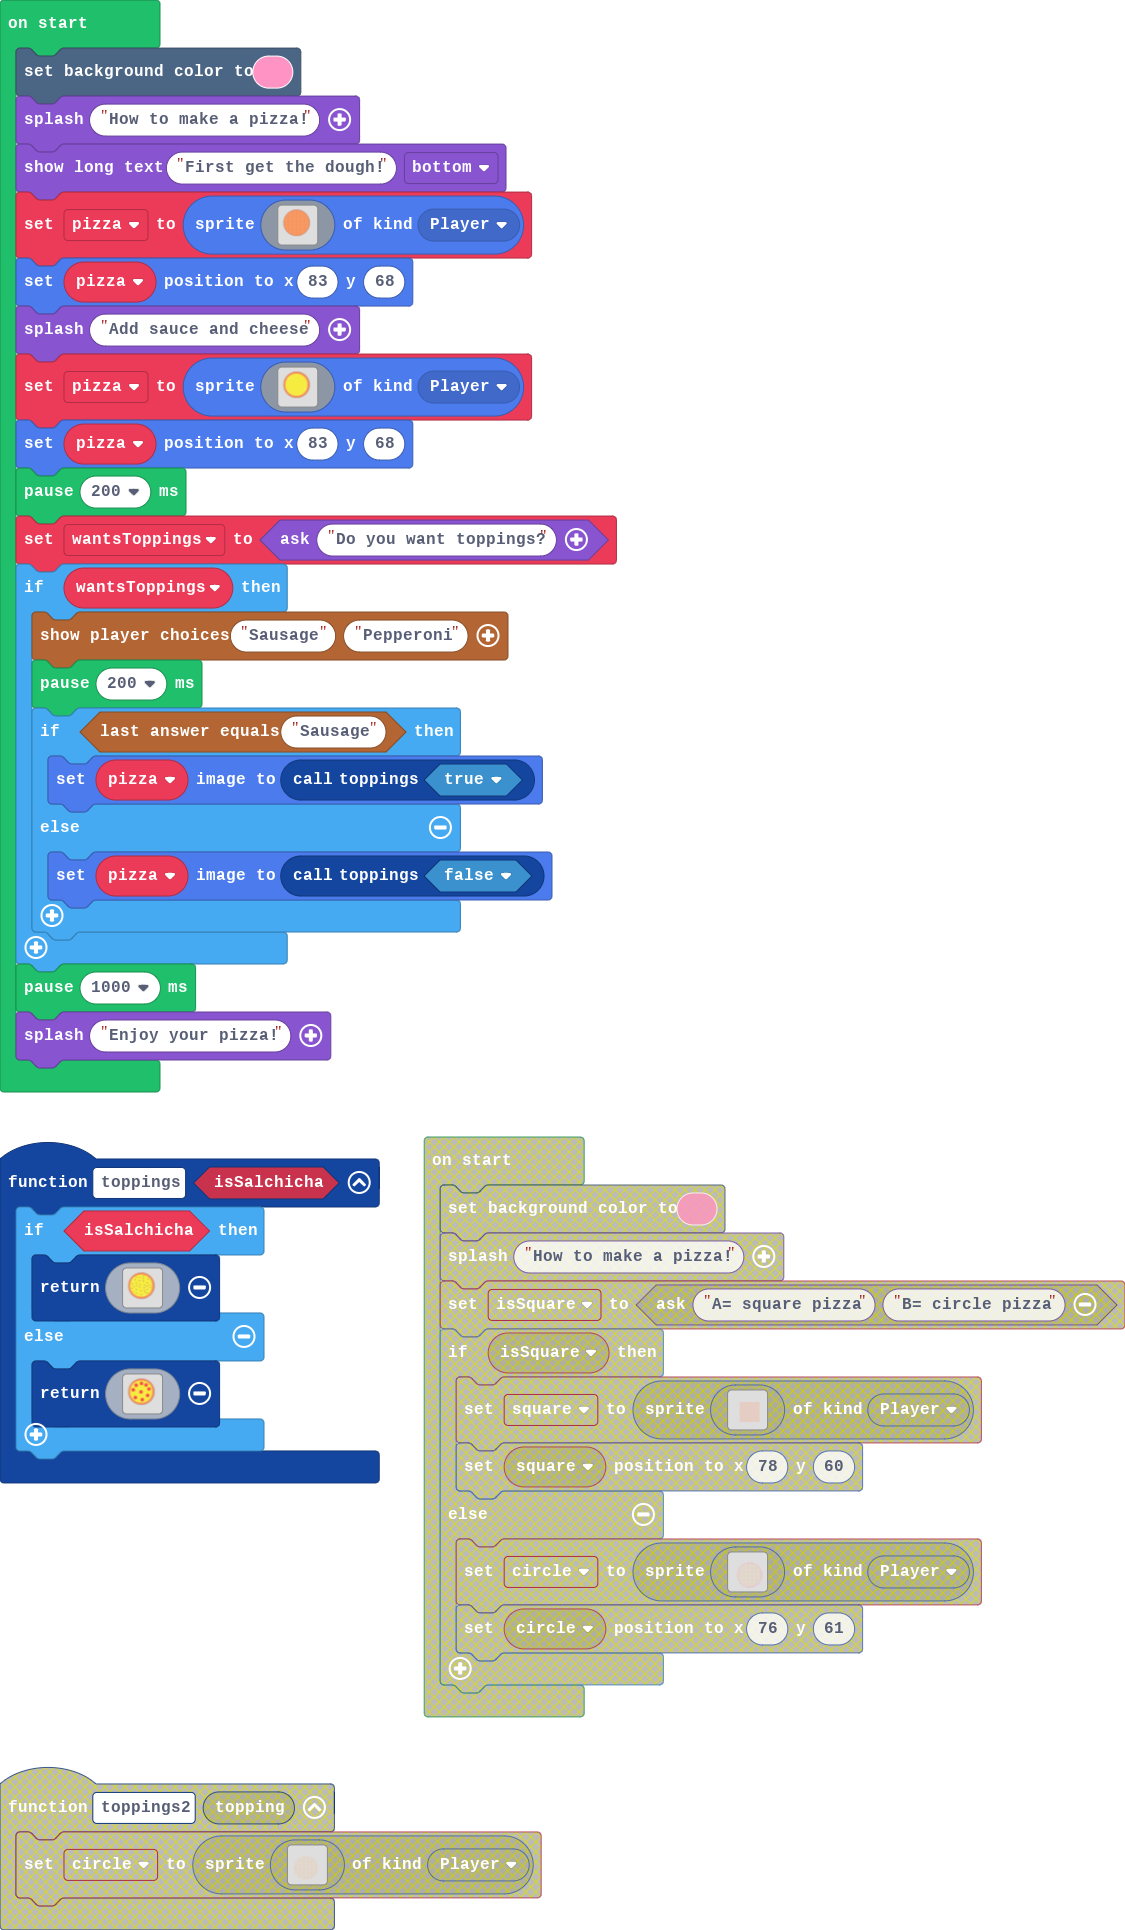 on start
set background color to
splash "How to make a pizza!"
show long text "First get the dough!" bottom
set pizza to sprite of kind Player
set pizza position to x 83 y 68
splash "Add sauce and cheese"
set pizza to sprite of kind Player
set pizza position to x 83 y 68
pause 200 ms
set wantsToppings to ask "Do you want toppings?"
if wantsToppings then
show player choices "Sausage" "Pepperoni"
pause 200 ms
if last answer equals "Sausage" then
set pizza image to call toppings true
else
set pizza image to call toppings false
pause 1000 ms
splash "Enjoy your pizza!"
function toppings isSalchicha
if isSalchicha then
return
else
return
on start
set background color to
splash "How to make a pizza!"
set isSquare to ask "A= square pizza" "B= circle pizza"
if isSquare then
set square to sprite of kind Player
set square position to x 78 y 60
else
set circle to sprite of kind Player
set circle position to x 76 y 61
function toppings2 topping
set circle to sprite of kind Player